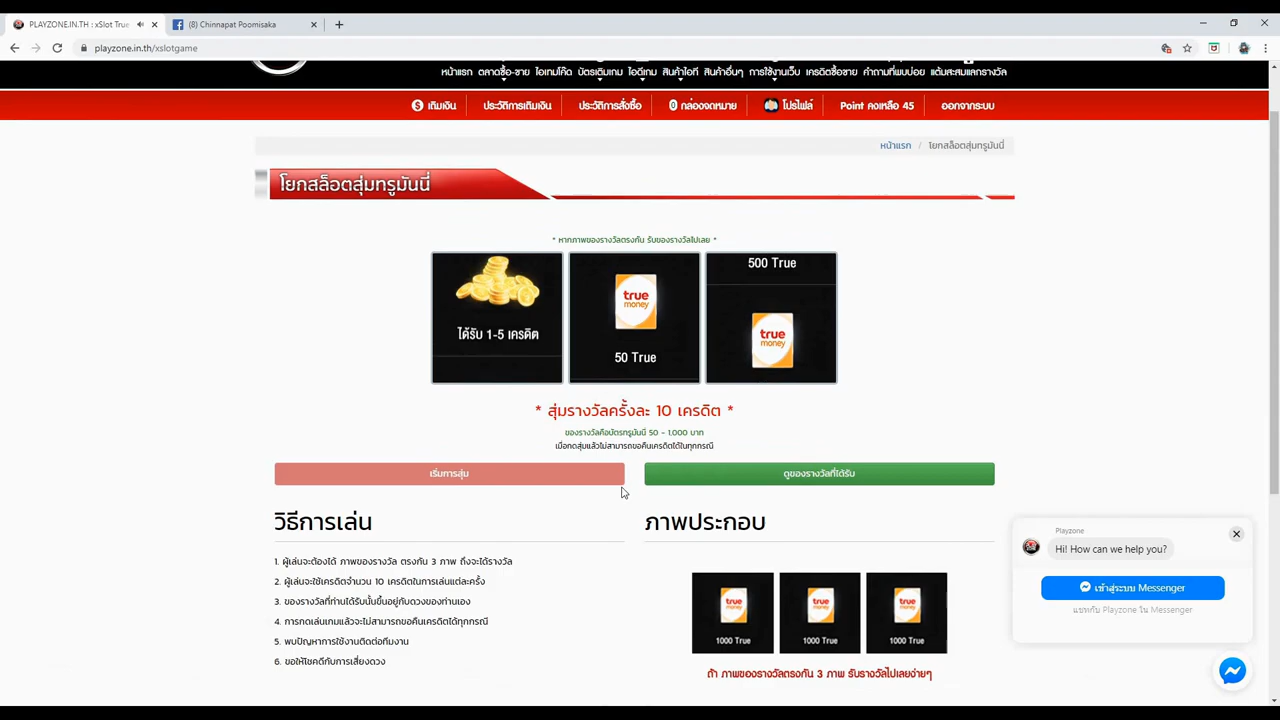 PLAYZONE.IN.TH : xSlot True
(8) Chinnapat Poomisaka
playzone.in.th/xslotgame
หน้าแรก ตลาดซื้อ-ขาย ไอเทมโค๊ด บัตรเติมเกม ไอดีเกม สินค้าไอที สินค้าอื่นๆ การใช้งานเว็บ เครดิตซื้อขาย คำถามที่พบบ่อย แต้มสะสมแลกรางวัล
เติมเงิน ประวัติการเติมเงิน ประวัติการสั่งซื้อ 0 กล่องจดหมาย โปรไฟล์ Point คงเหลือ 45 ออกจากระบบ
หน้าแรก / โยกสล็อตสุ่มทรูมันนี่
โยกสล็อตสุ่มทรูมันนี่
* หากภาพของรางวัลตรงกัน รับของรางวัลไปเลย *
ได้รับ 1-5 เครดิต
true money
50 True
500 True
true money
* สุ่มรางวัลครั้งละ 10 เครดิต *
ของรางวัลคือบัตรทรูมันนี่ 50 - 1,000 บาท
เมื่อกดสุ่มแล้วไม่สามารถขอคืนเครดิตได้ในทุกกรณี
เริ่มการสุ่ม
ดูของรางวัลที่ได้รับ
วิธีการเล่น
1. ผู้เล่นจะต้องได้ ภาพของรางวัล ตรงกัน 3 ภาพ ถึงจะได้รางวัล
2. ผู้เล่นจะใช้เครดิตจำนวน 10 เครดิตในการเล่นแต่ละครั้ง
3. ของรางวัลที่ท่านได้รับนั้นขึ้นอยู่กับดวงของท่านเอง
4. การกดเล่นเกมแล้วจะไม่สามารถขอคืนเครดิตได้ทุกกรณี
5. พบปัญหาการใช้งานติดต่อทีมงาน
6. ขอให้โชคดีกับการเสี่ยงดวง
ภาพประกอบ
true money true money true money
1000 True 1000 True 1000 True
ถ้า ภาพของรางวัลตรงกัน 3 ภาพ รับรางวัลไปเลยง่ายๆ
Playzone
Hi! How can we help you?
เข้าสู่ระบบ Messenger
แชทกับ Playzone ใน Messenger